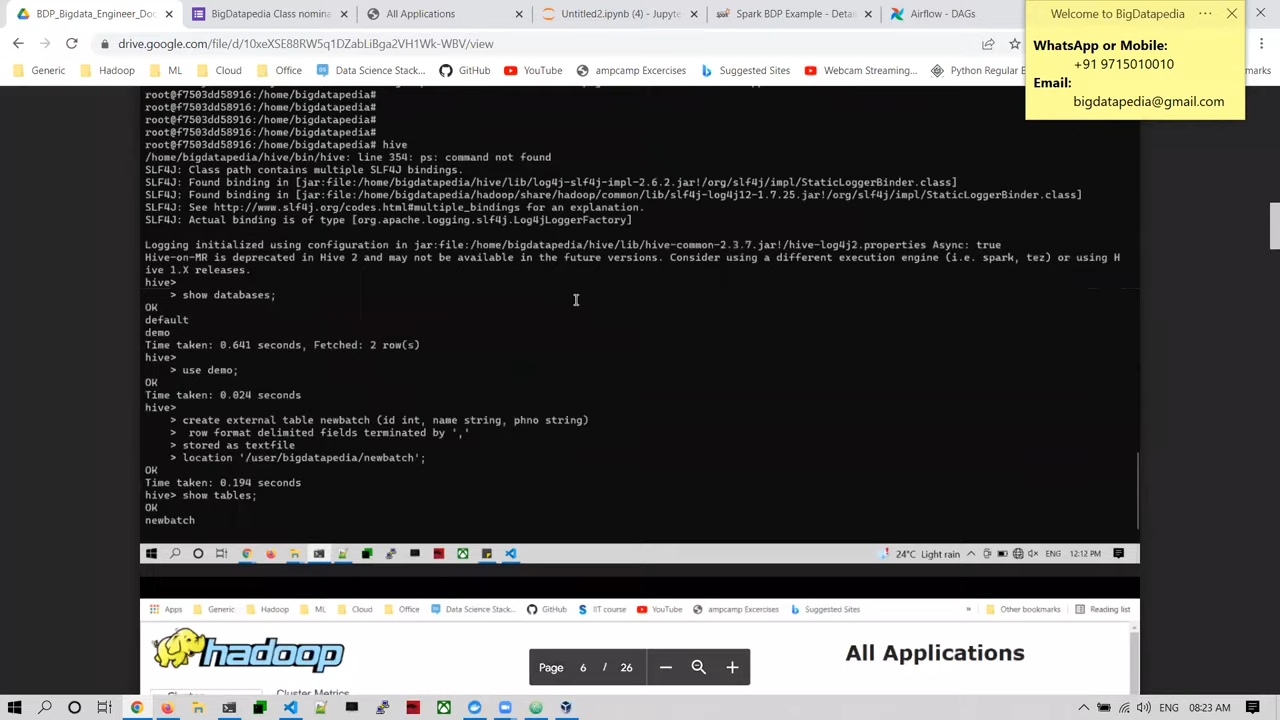 BDP_Bigdata_Engineer_Doc
BigDatapedia Class nomina
All Applications
Untitled2.ipynb (4) - Jupyte
Spark BDP Example - Detai
Airflow - DAGs
Welcome to BigDatapedia
WhatsApp or Mobile:
+91 9715010010
Email:
bigdatapedia@gmail.com
drive.google.com/file/d/10xeXSE88RW5q1DZabLiBga2VH1Wk-WBV/view
Generic
Hadoop
ML
Cloud
Office
Data Science Stack...
GitHub
YouTube
ampcamp Excercises
Suggested Sites
Webcam Streaming...
Python Regular E
kmarks
root@f7503dd58916:/home/bigdatapedia#
root@f7503dd58916:/home/bigdatapedia#
root@f7503dd58916:/home/bigdatapedia#
root@f7503dd58916:/home/bigdatapedia#
root@f7503dd58916:/home/bigdatapedia# hive
/home/bigdatapedia/hive/bin/hive: line 354: ps: command not found
SLF4J: Class path contains multiple SLF4J bindings.
SLF4J: Found binding in [jar:file:/home/bigdatapedia/hive/lib/log4j-slf4j-impl-2.6.2.jar!/org/slf4j/impl/StaticLoggerBinder.class]
SLF4J: Found binding in [jar:file:/home/bigdatapedia/hadoop/share/hadoop/common/lib/slf4j-log4j12-1.7.25.jar!/org/slf4j/impl/StaticLoggerBinder.class]
SLF4J: See http://www.slf4j.org/codes.html#multiple_bindings for an explanation.
SLF4J: Actual binding is of type [org.apache.logging.slf4j.Log4jLoggerFactory]
Logging initialized using configuration in jar:file:/home/bigdatapedia/hive/lib/hive-common-2.3.7.jar!/hive-log4j2.properties Async: true
Hive-on-MR is deprecated in Hive 2 and may not be available in the future versions. Consider using a different execution engine (i.e. spark, tez) or using H
ive 1.X releases.
hive>
> show databases;
OK
default
demo
Time taken: 0.641 seconds, Fetched: 2 row(s)
hive>
> use demo;
OK
Time taken: 0.024 seconds
hive>
> create external table newbatch (id int, name string, phno string)
> row format delimited fields terminated by ','
> stored as textfile
> location '/user/bigdatapedia/newbatch';
OK
Time taken: 0.194 seconds
hive> show tables;
OK
newbatch
24°C Light rain
ENG
12:12 PM
Apps
Generic
Hadoop
ML
Cloud
Office
Data Science Stack...
GitHub
IIT course
YouTube
ampcamp Excercises
Suggested Sites
»
Other bookmarks
Reading list
hadoop
All Applications
Page 6 / 26
Cluster Metrics
ENG
08:23 AM